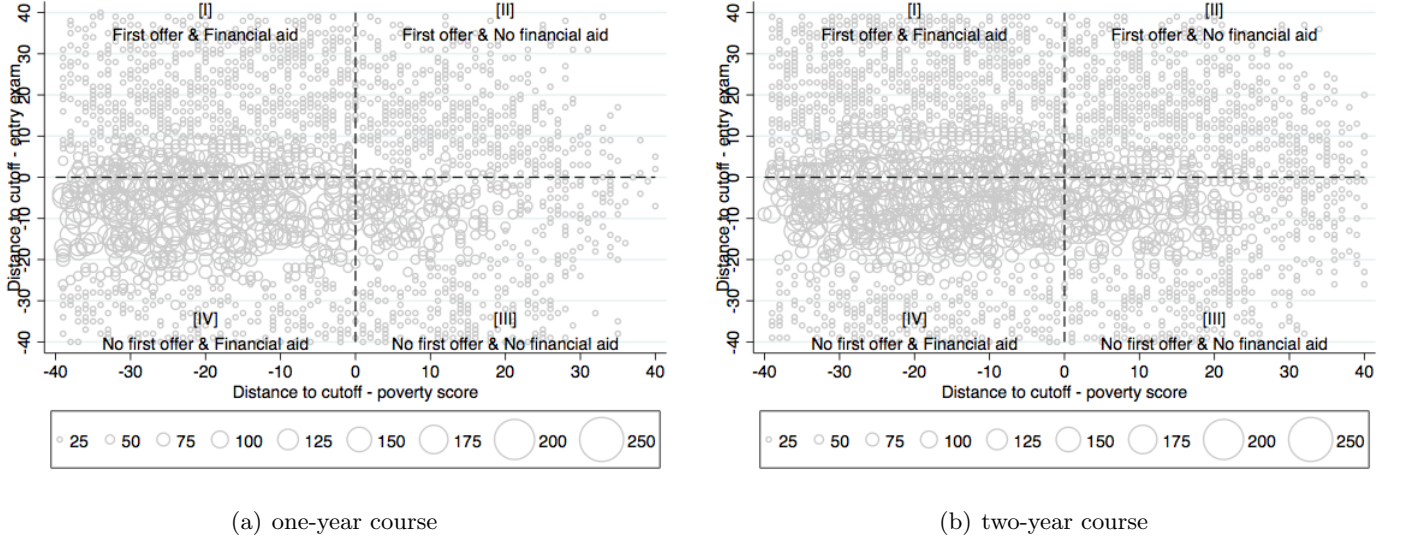 [I]
[II]
First offer & Financial aid
First offer & No financial aid
40
30
20
10
0
-10
-20
-30
-40
Distance to cutoff - entry exam
[IV]
[III]
No first offer & Financial aid
No first offer & No financial aid
-40 -30 -20 -10 0 10 20 30 40
Distance to cutoff - poverty score
25 50 75 100 125 150 175 200 250
(a) one-year course
[I]
[II]
First offer & Financial aid
First offer & No financial aid
40
30
20
10
0
-10
-20
-30
-40
Distance to cutoff - entry exam
[IV]
[III]
No first offer & Financial aid
No first offer & No financial aid
-40 -30 -20 -10 0 10 20 30 40
Distance to cutoff - poverty score
25 50 75 100 125 150 175 200 250
(b) two-year course